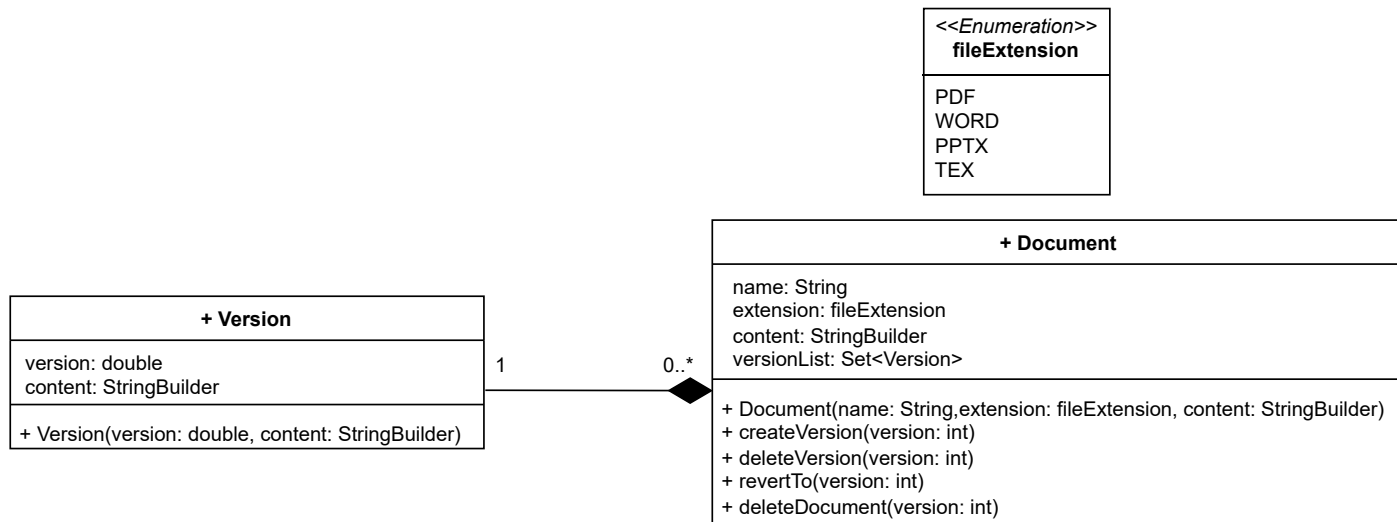 <<Enumeration>>
fileExtension
PDF
WORD
PPTX
TEX
+ Document
name: String
extension: fileExtension
content: StringBuilder
versionList: Set<Version>
+ Document(name: String,extension: fileExtension, content: StringBuilder)
+ createVersion(version: int)
+ deleteVersion(version: int)
+ revertTo(version: int)
+ deleteDocument(version: int)
+ Version
version: double
content: StringBuilder
+ Version(version: double, content: StringBuilder)
1
0..*